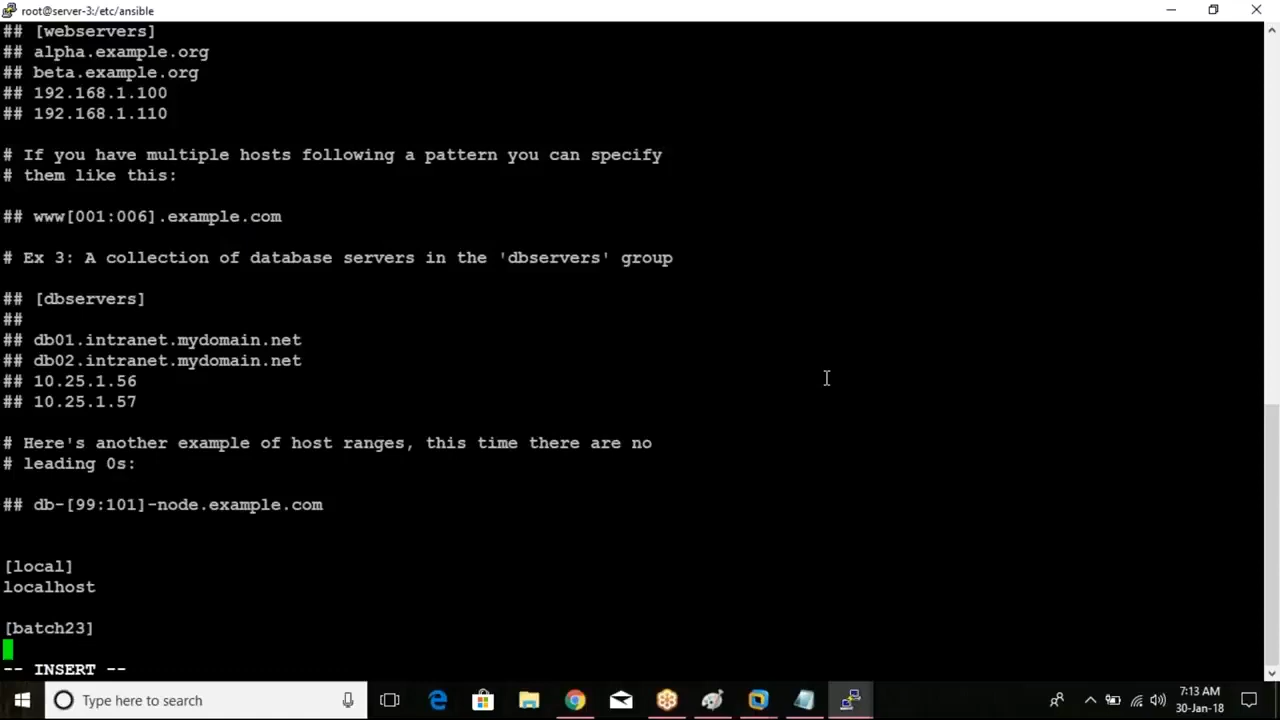 root@server-3:/etc/ansible
## [webservers]
## alpha.example.org
## beta.example.org
## 192.168.1.100
## 192.168.1.110
# If you have multiple hosts following a pattern you can specify
# them like this:
## www[001:006].example.com
# Ex 3: A collection of database servers in the 'dbservers' group
## [dbservers]
##
## db01.intranet.mydomain.net
## db02.intranet.mydomain.net
## 10.25.1.56
## 10.25.1.57
# Here's another example of host ranges, this time there are no
# leading 0s:
## db-[99:101]-node.example.com
[local]
localhost
[batch23]
-- INSERT --
Type here to search
7:13 AM
30-Jan-18